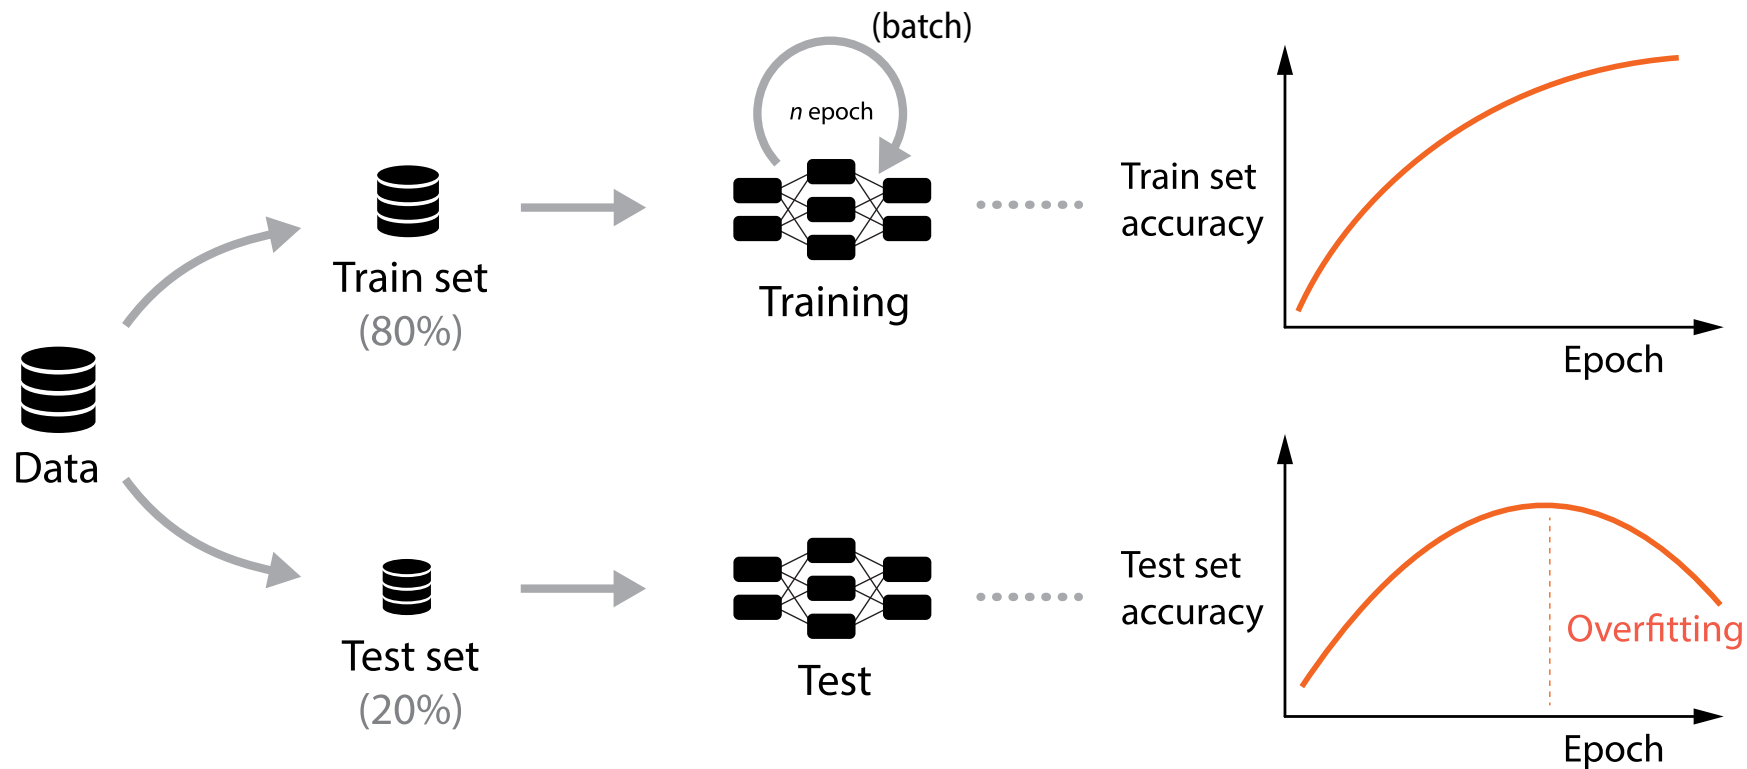 (batch)
n epoch
Train set
(80%)
Training
Train set
accuracy
Epoch
Data
Test set
(20%)
Test
Test set
accuracy
Overfitting
Epoch